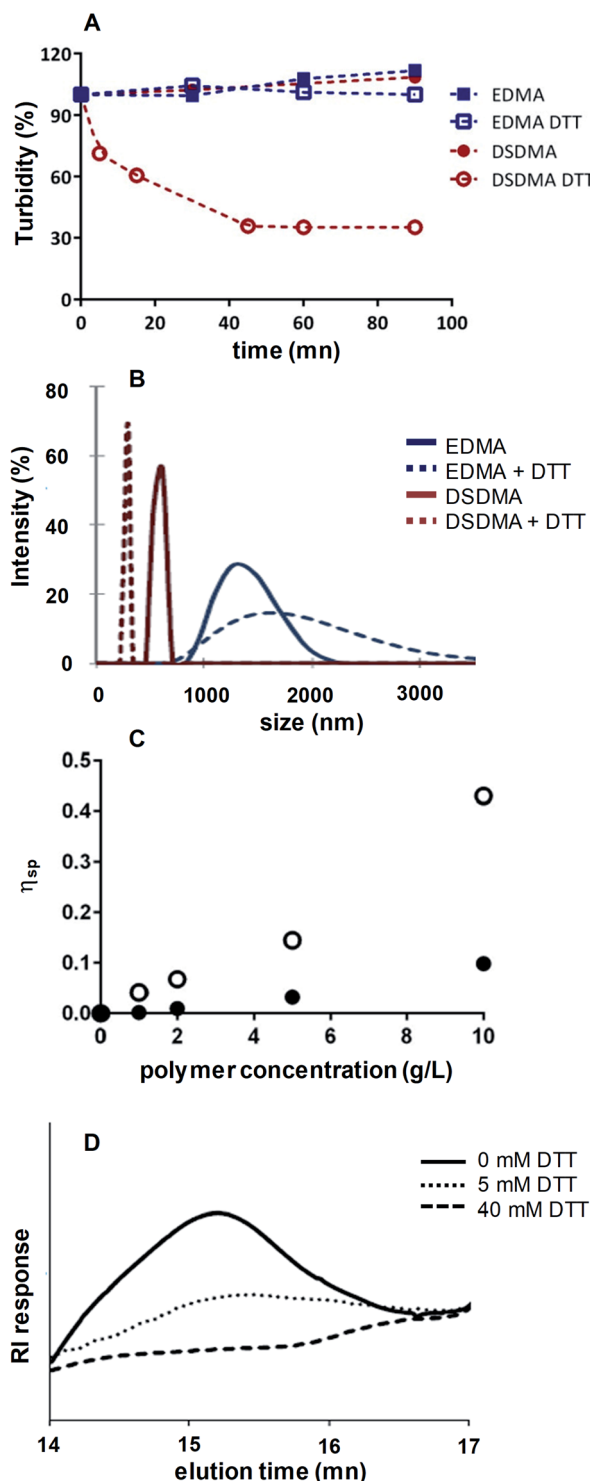 A
120
90
60
30
0
Turbidity (%)
0 20 40 60 80 100
time (mn)
EDMA
EDMA DTT
DSDMA
DSDMA DTT
B
80
60
40
20
0
Intensity (%)
0 1000 2000 3000
size (nm)
EDMA
EDMA + DTT
DSDMA
DSDMA + DTT
C
0.5
0.4
0.3
0.2
0.1
0.0
ηsp
0 2 4 6 8 10
polymer concentration (g/L)
D
0 mM DTT
5 mM DTT
40 mM DTT
RI response
14 15 16 17
elution time (mn)